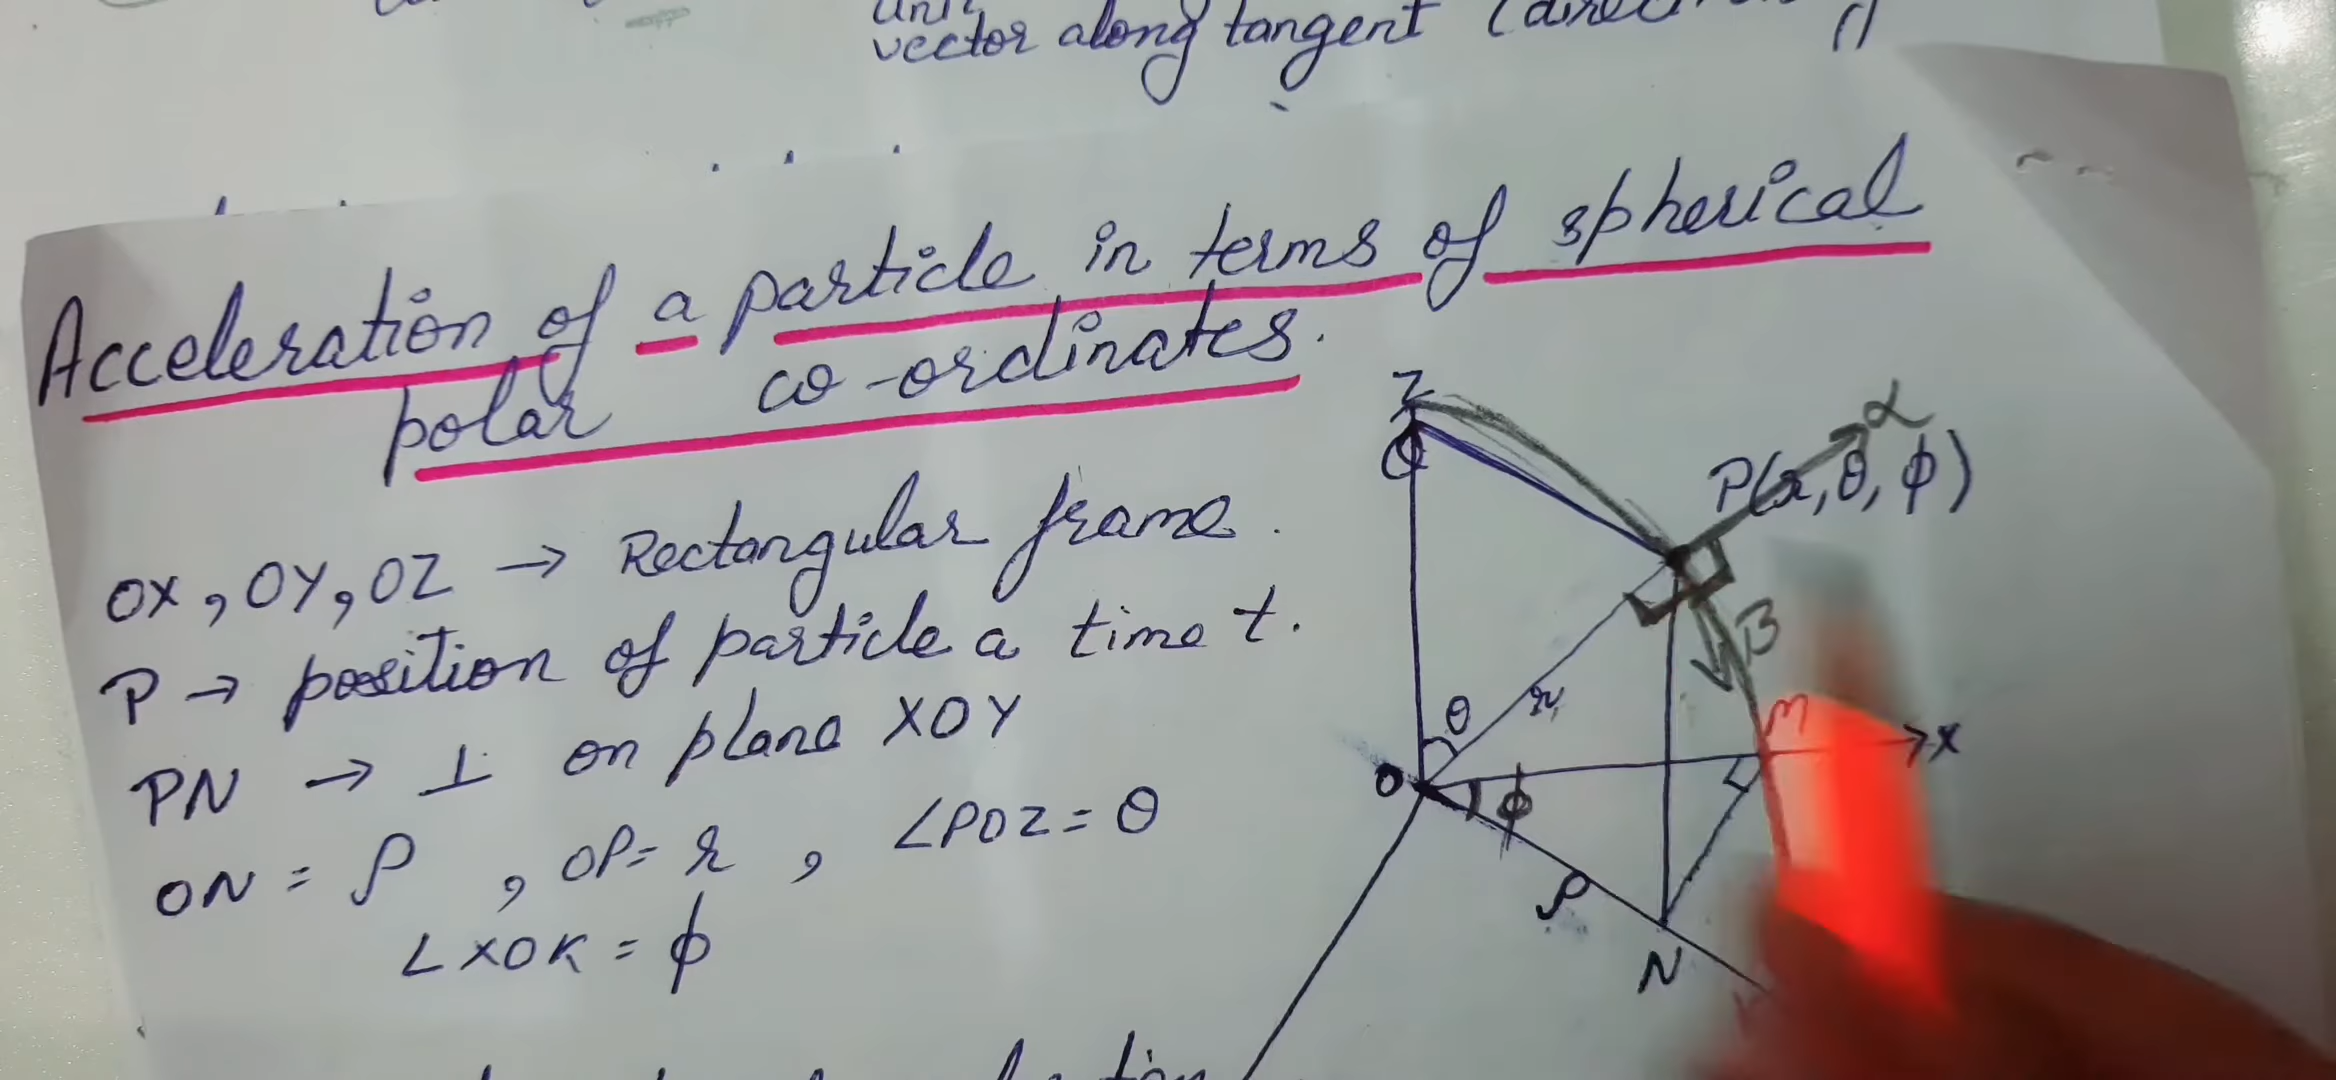 vector along tangent
Acceleration of a particle in terms of spherical
polar co-ordinates.
OX, OY, OZ → Rectangular frame.
P → position of particle a time t.
PN → ⊥ on plane XOY
ON = ρ, OP = r, ∠POZ = θ
∠XOK = ϕ
Z
Q
α
P(r, θ, ϕ)
B
θ
r
M
X
O
ϕ
ρ
N